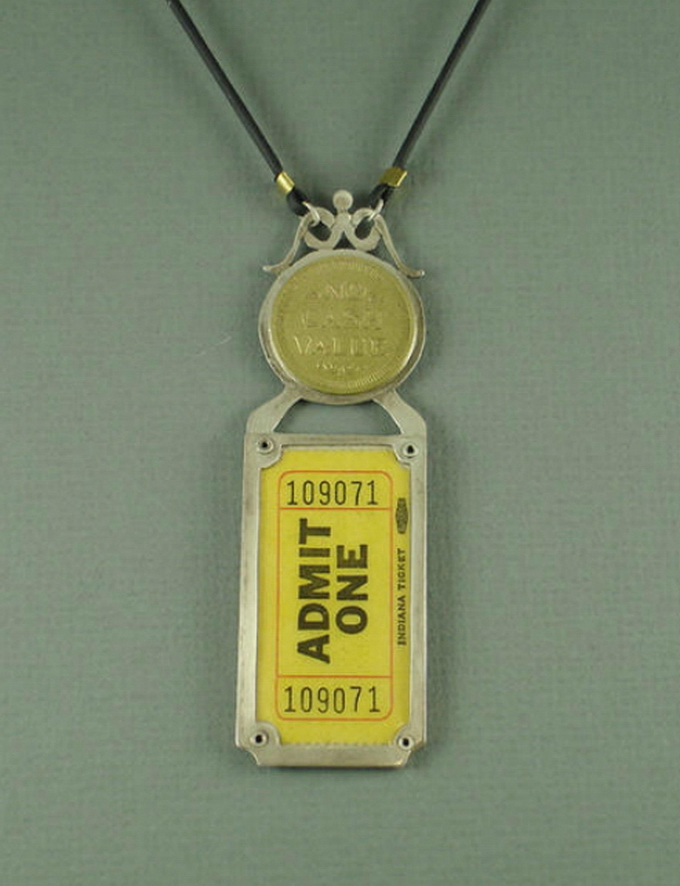 NO
CASH
VALUE
109071
ADMIT
ONE
INDIANA TICKET
109071